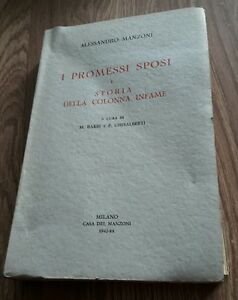 ALESSANDRO MANZONI
I PROMESSI SPOSI
E
STORIA
DELLA COLONNA INFAME
A CURA DI
M. BARBI E F. GHISALBERTI
MILANO
CASA DEL MANZONI